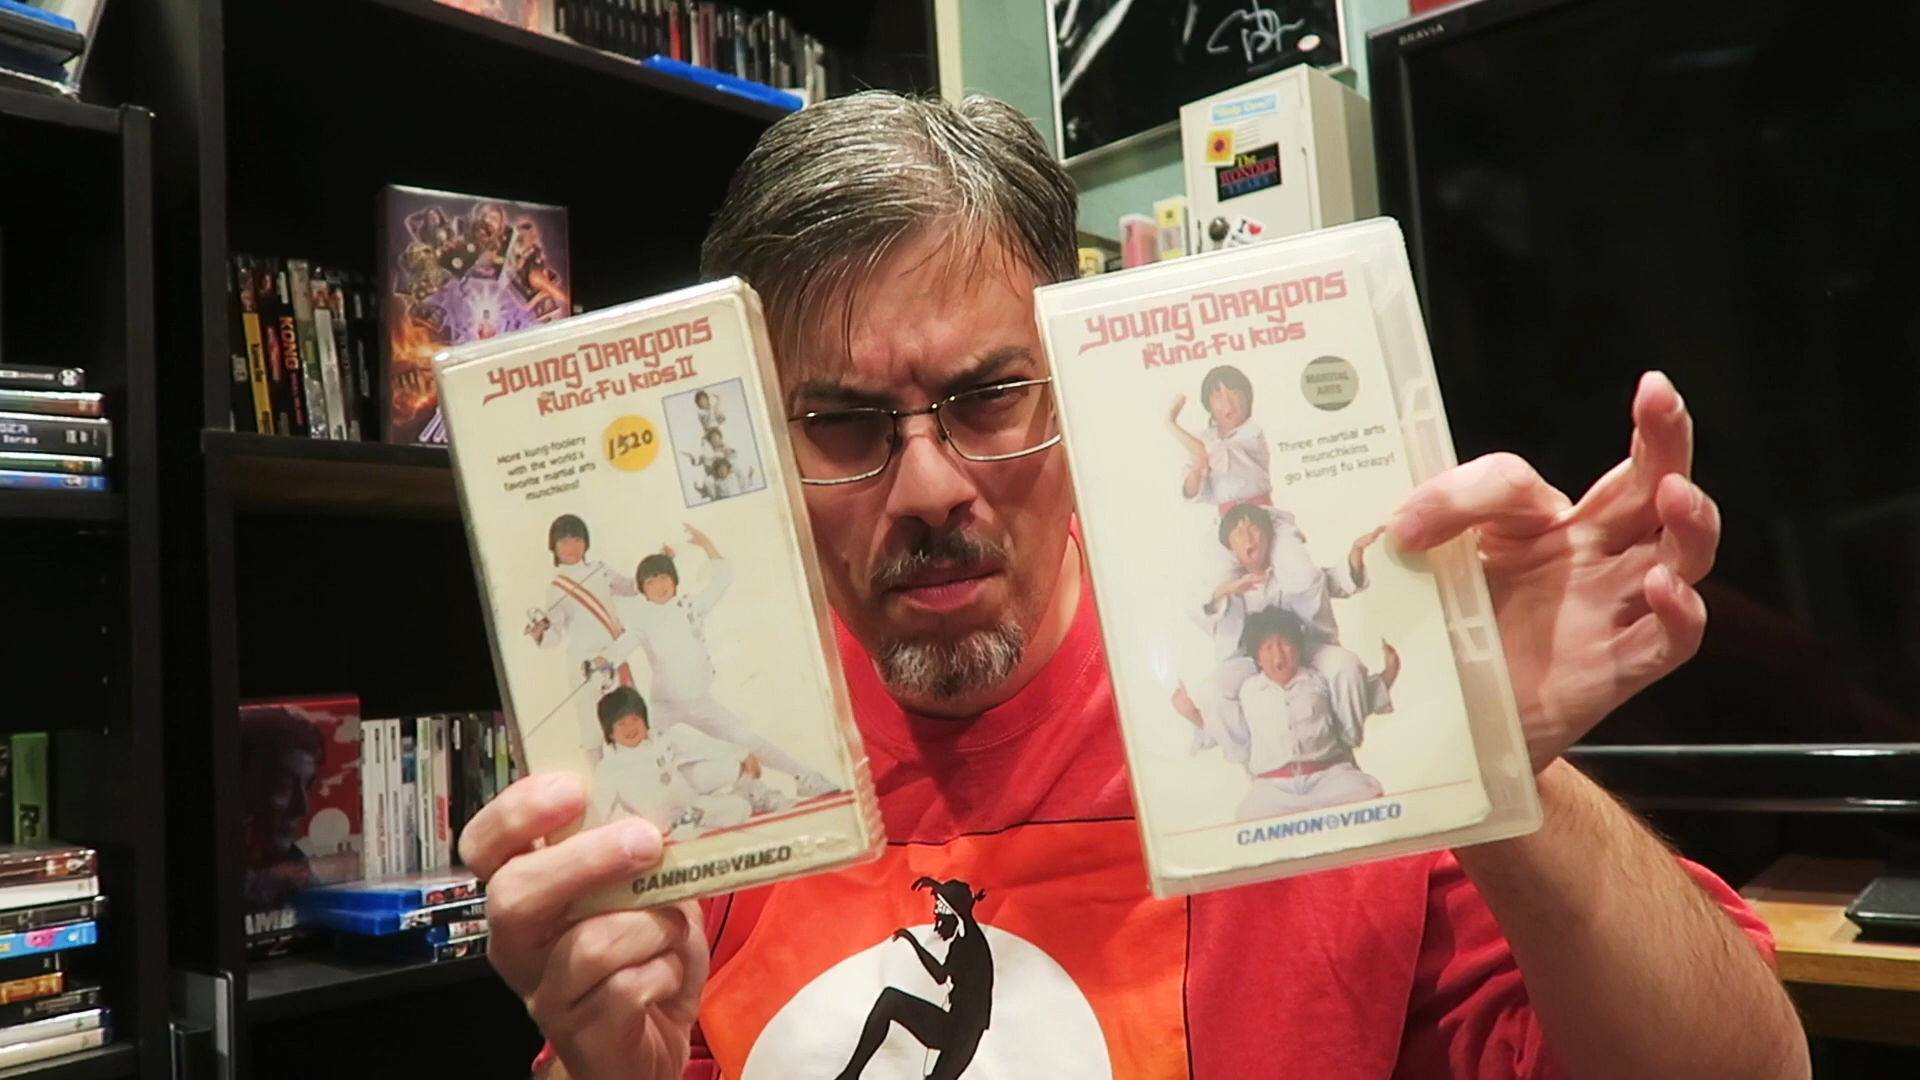 BRAVIA
The
WONDER
YEARS
I
KONG
YOUNG DRAGONS
THE KUNG-FU KIDS II
1520
More kung-foolery
with the world's
favorite martial arts
munchkins!
CANNON VIDEO
YOUNG DRAGONS
THE KUNG-FU KIDS
MARTIAL
ARTS
Three martial arts
munchkins
go kung fu krazy!
CANNON VIDEO
Series
SPEED